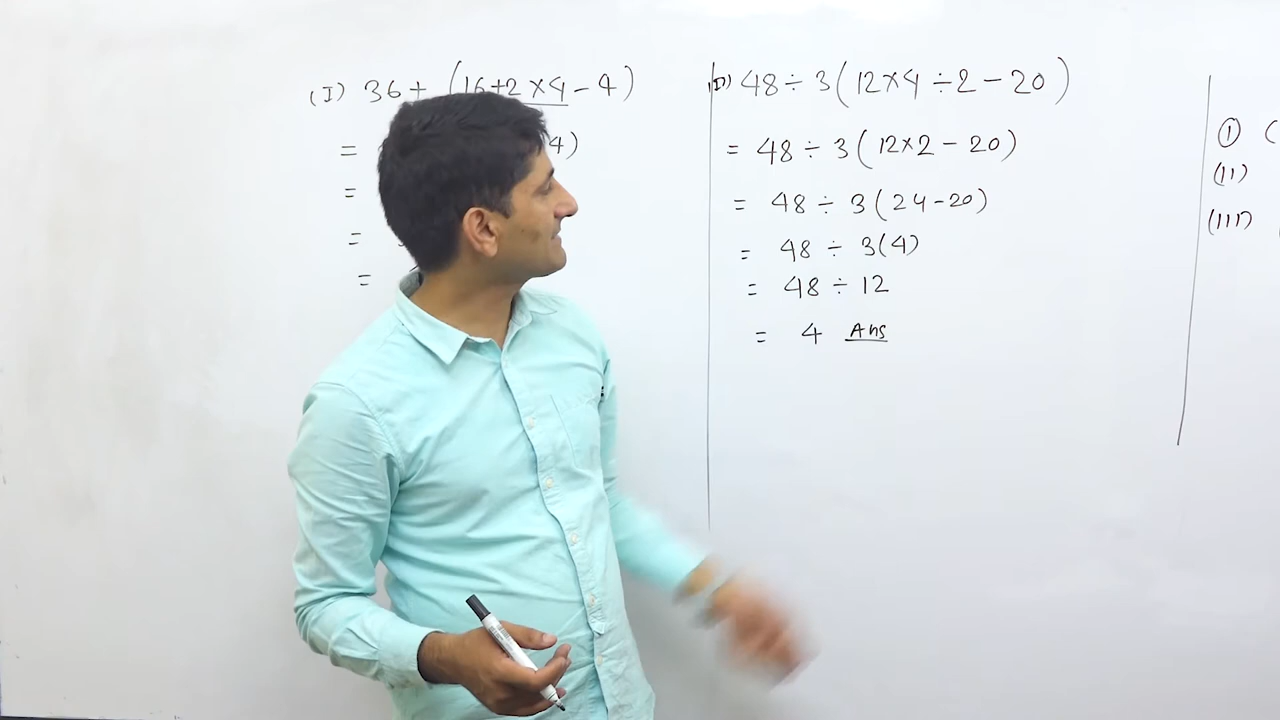 (I) 36+ (16+2×4-4)
= 4)
=
=
=
(II) 48÷3(12×4÷2-20)
= 48÷3(12×2-20)
= 48÷3(24-20)
= 48÷3(4)
= 48÷12
= 4 Ans
① (
(II)
(III)